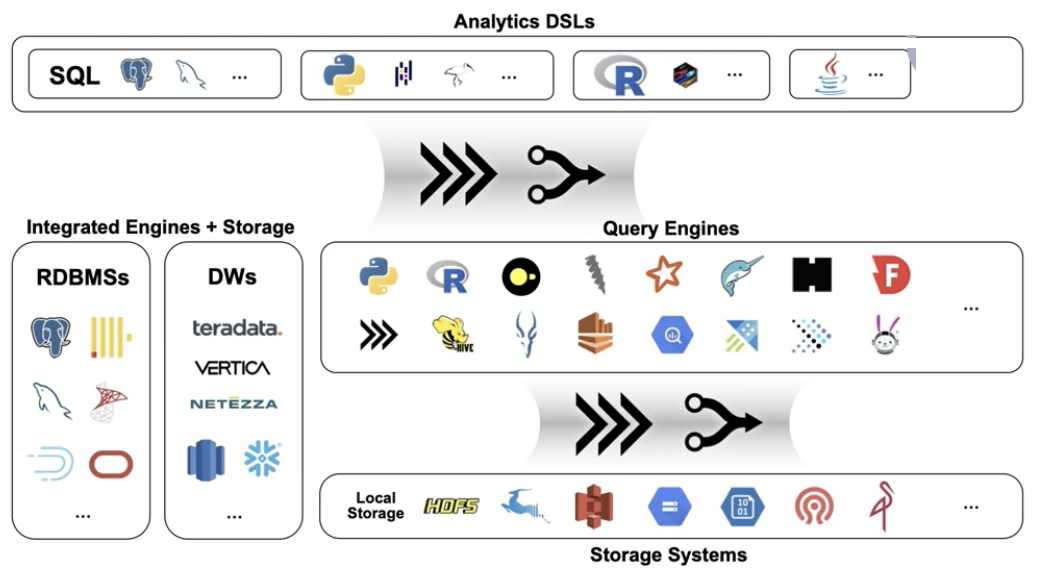 Analytics DSLs
SQL ... ... R ... ...
Integrated Engines + Storage
Query Engines
RDBMSs
DWs
R F ...
teradata.
HIVE
VERTICA
NETEZZA
... ...
Local
Storage HDFS 10
01 ...
Storage Systems